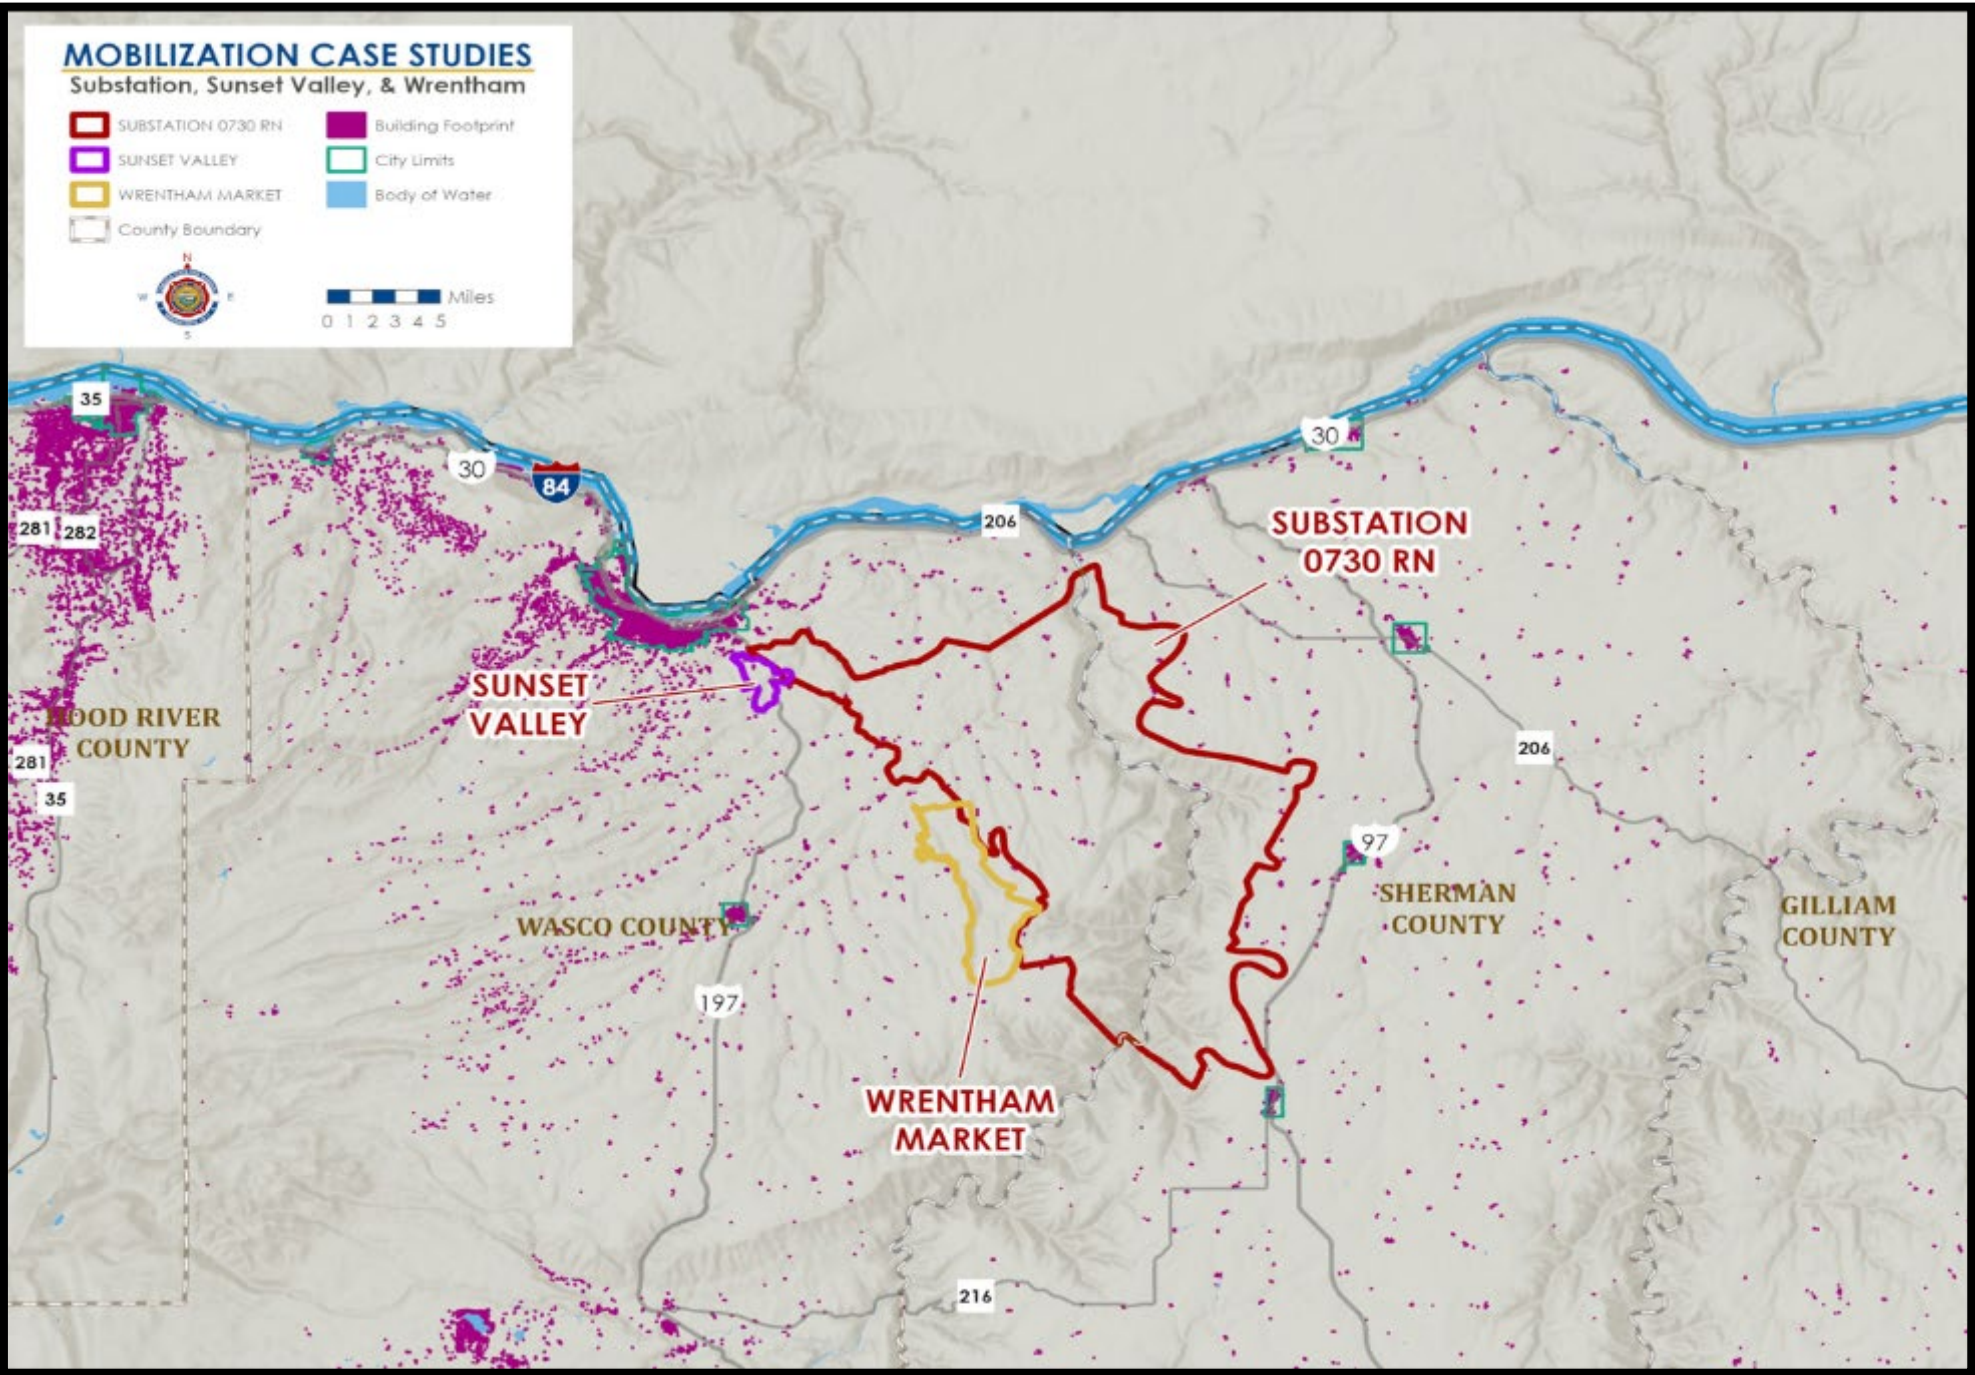 MOBILIZATION CASE STUDIES
Substation, Sunset Valley, & Wrentham
SUBSTATION 0730 RN
SUNSET VALLEY
WRENTHAM MARKET
County Boundary
Building Footprint
City Limits
Body of Water
N
W
E
S
Miles
0 1 2 3 4 5
35
30
84
281
282
206
30
SUBSTATION
0730 RN
SUNSET
VALLEY
HOOD RIVER
COUNTY
281
35
206
97
SHERMAN
COUNTY
GILLIAM
COUNTY
WASCO COUNTY
197
WRENTHAM
MARKET
216